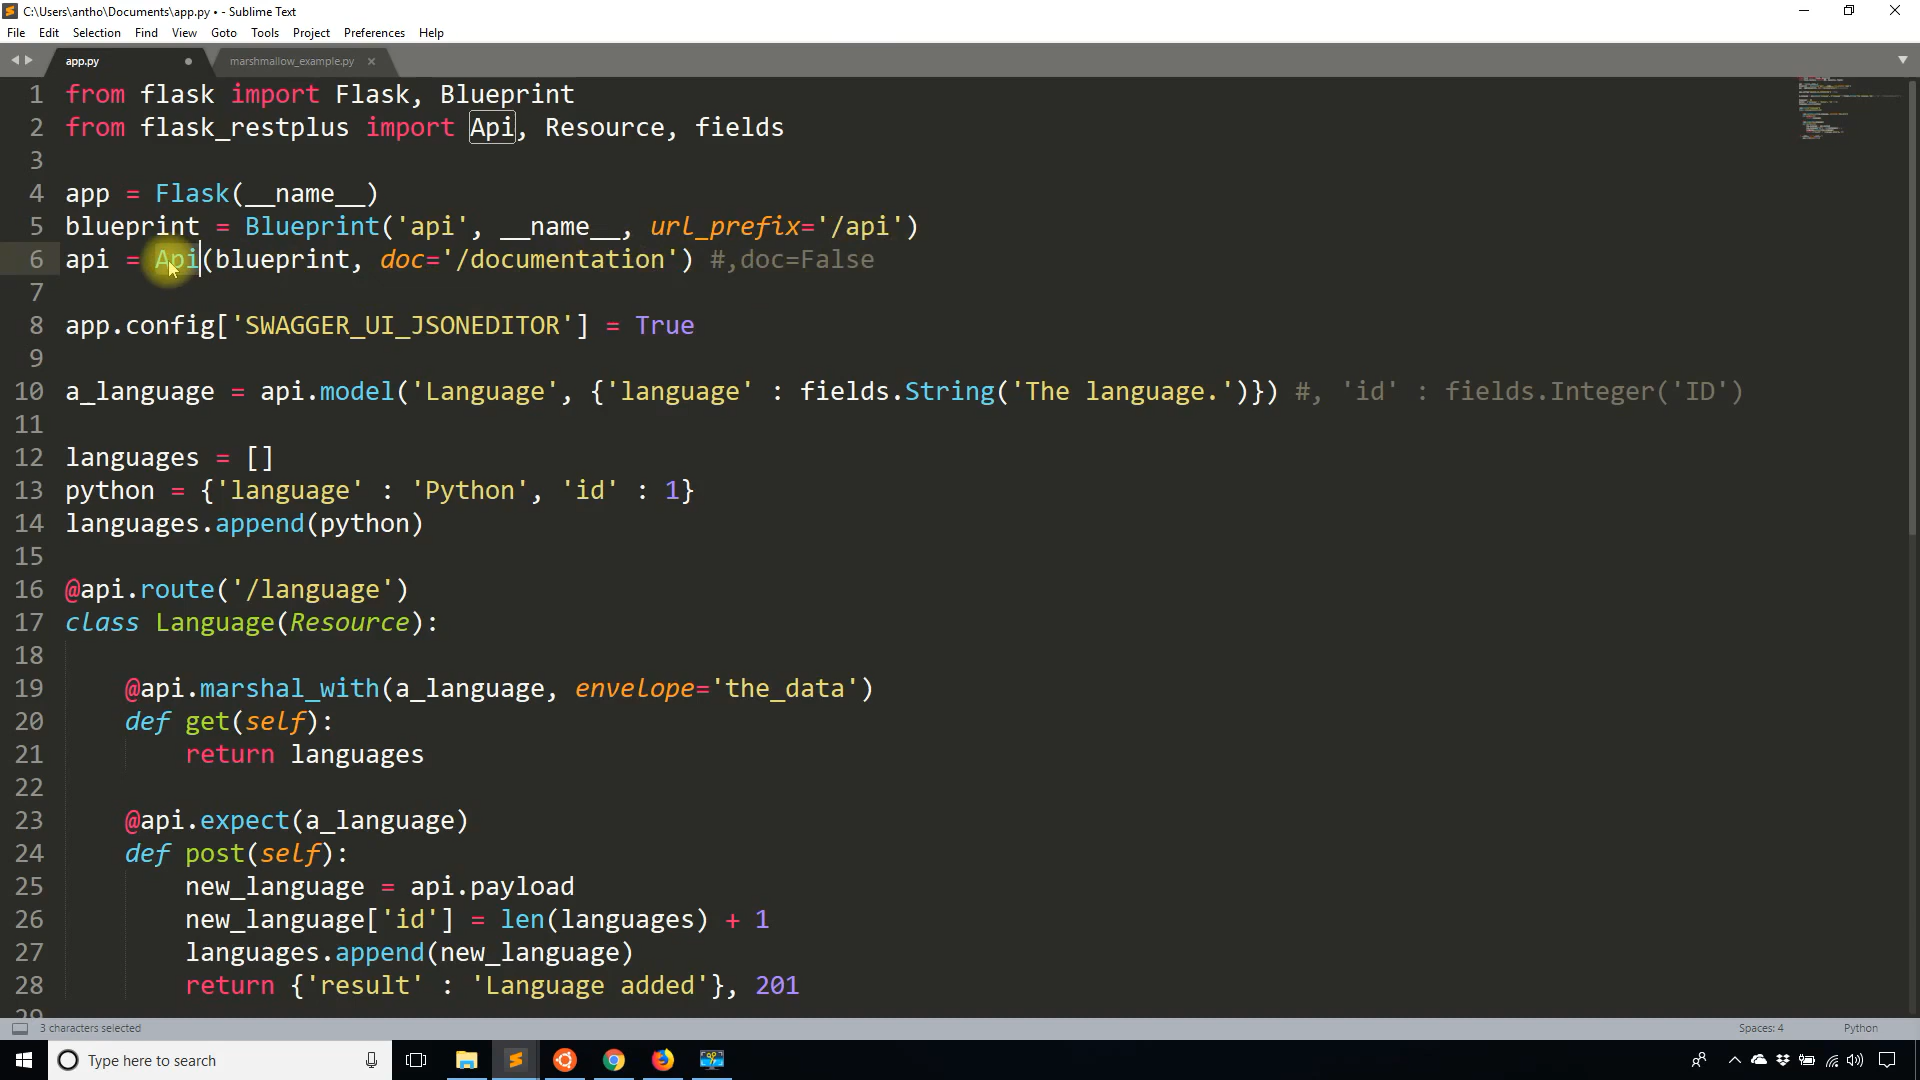 C:\Users\antho\Documents\app.py • - Sublime Text
File Edit Selection Find View Goto Tools Project Preferences Help
app.py marshmallow_example.py
1 from flask import Flask, Blueprint
2 from flask_restplus import Api, Resource, fields
3
4 app = Flask(__name__)
5 blueprint = Blueprint('api', __name__, url_prefix='/api')
6 api = Api(blueprint, doc='/documentation') #,doc=False
7
8 app.config['SWAGGER_UI_JSONEDITOR'] = True
9
10 a_language = api.model('Language', {'language' : fields.String('The language.')}) #, 'id' : fields.Integer('ID')
11
12 languages = []
13 python = {'language' : 'Python', 'id' : 1}
14 languages.append(python)
15
16 @api.route('/language')
17 class Language(Resource):
18
19     @api.marshal_with(a_language, envelope='the_data')
20     def get(self):
21         return languages
22
23     @api.expect(a_language)
24     def post(self):
25         new_language = api.payload
26         new_language['id'] = len(languages) + 1
27         languages.append(new_language)
28         return {'result' : 'Language added'}, 201
29
3 characters selected Spaces: 4 Python
Type here to search